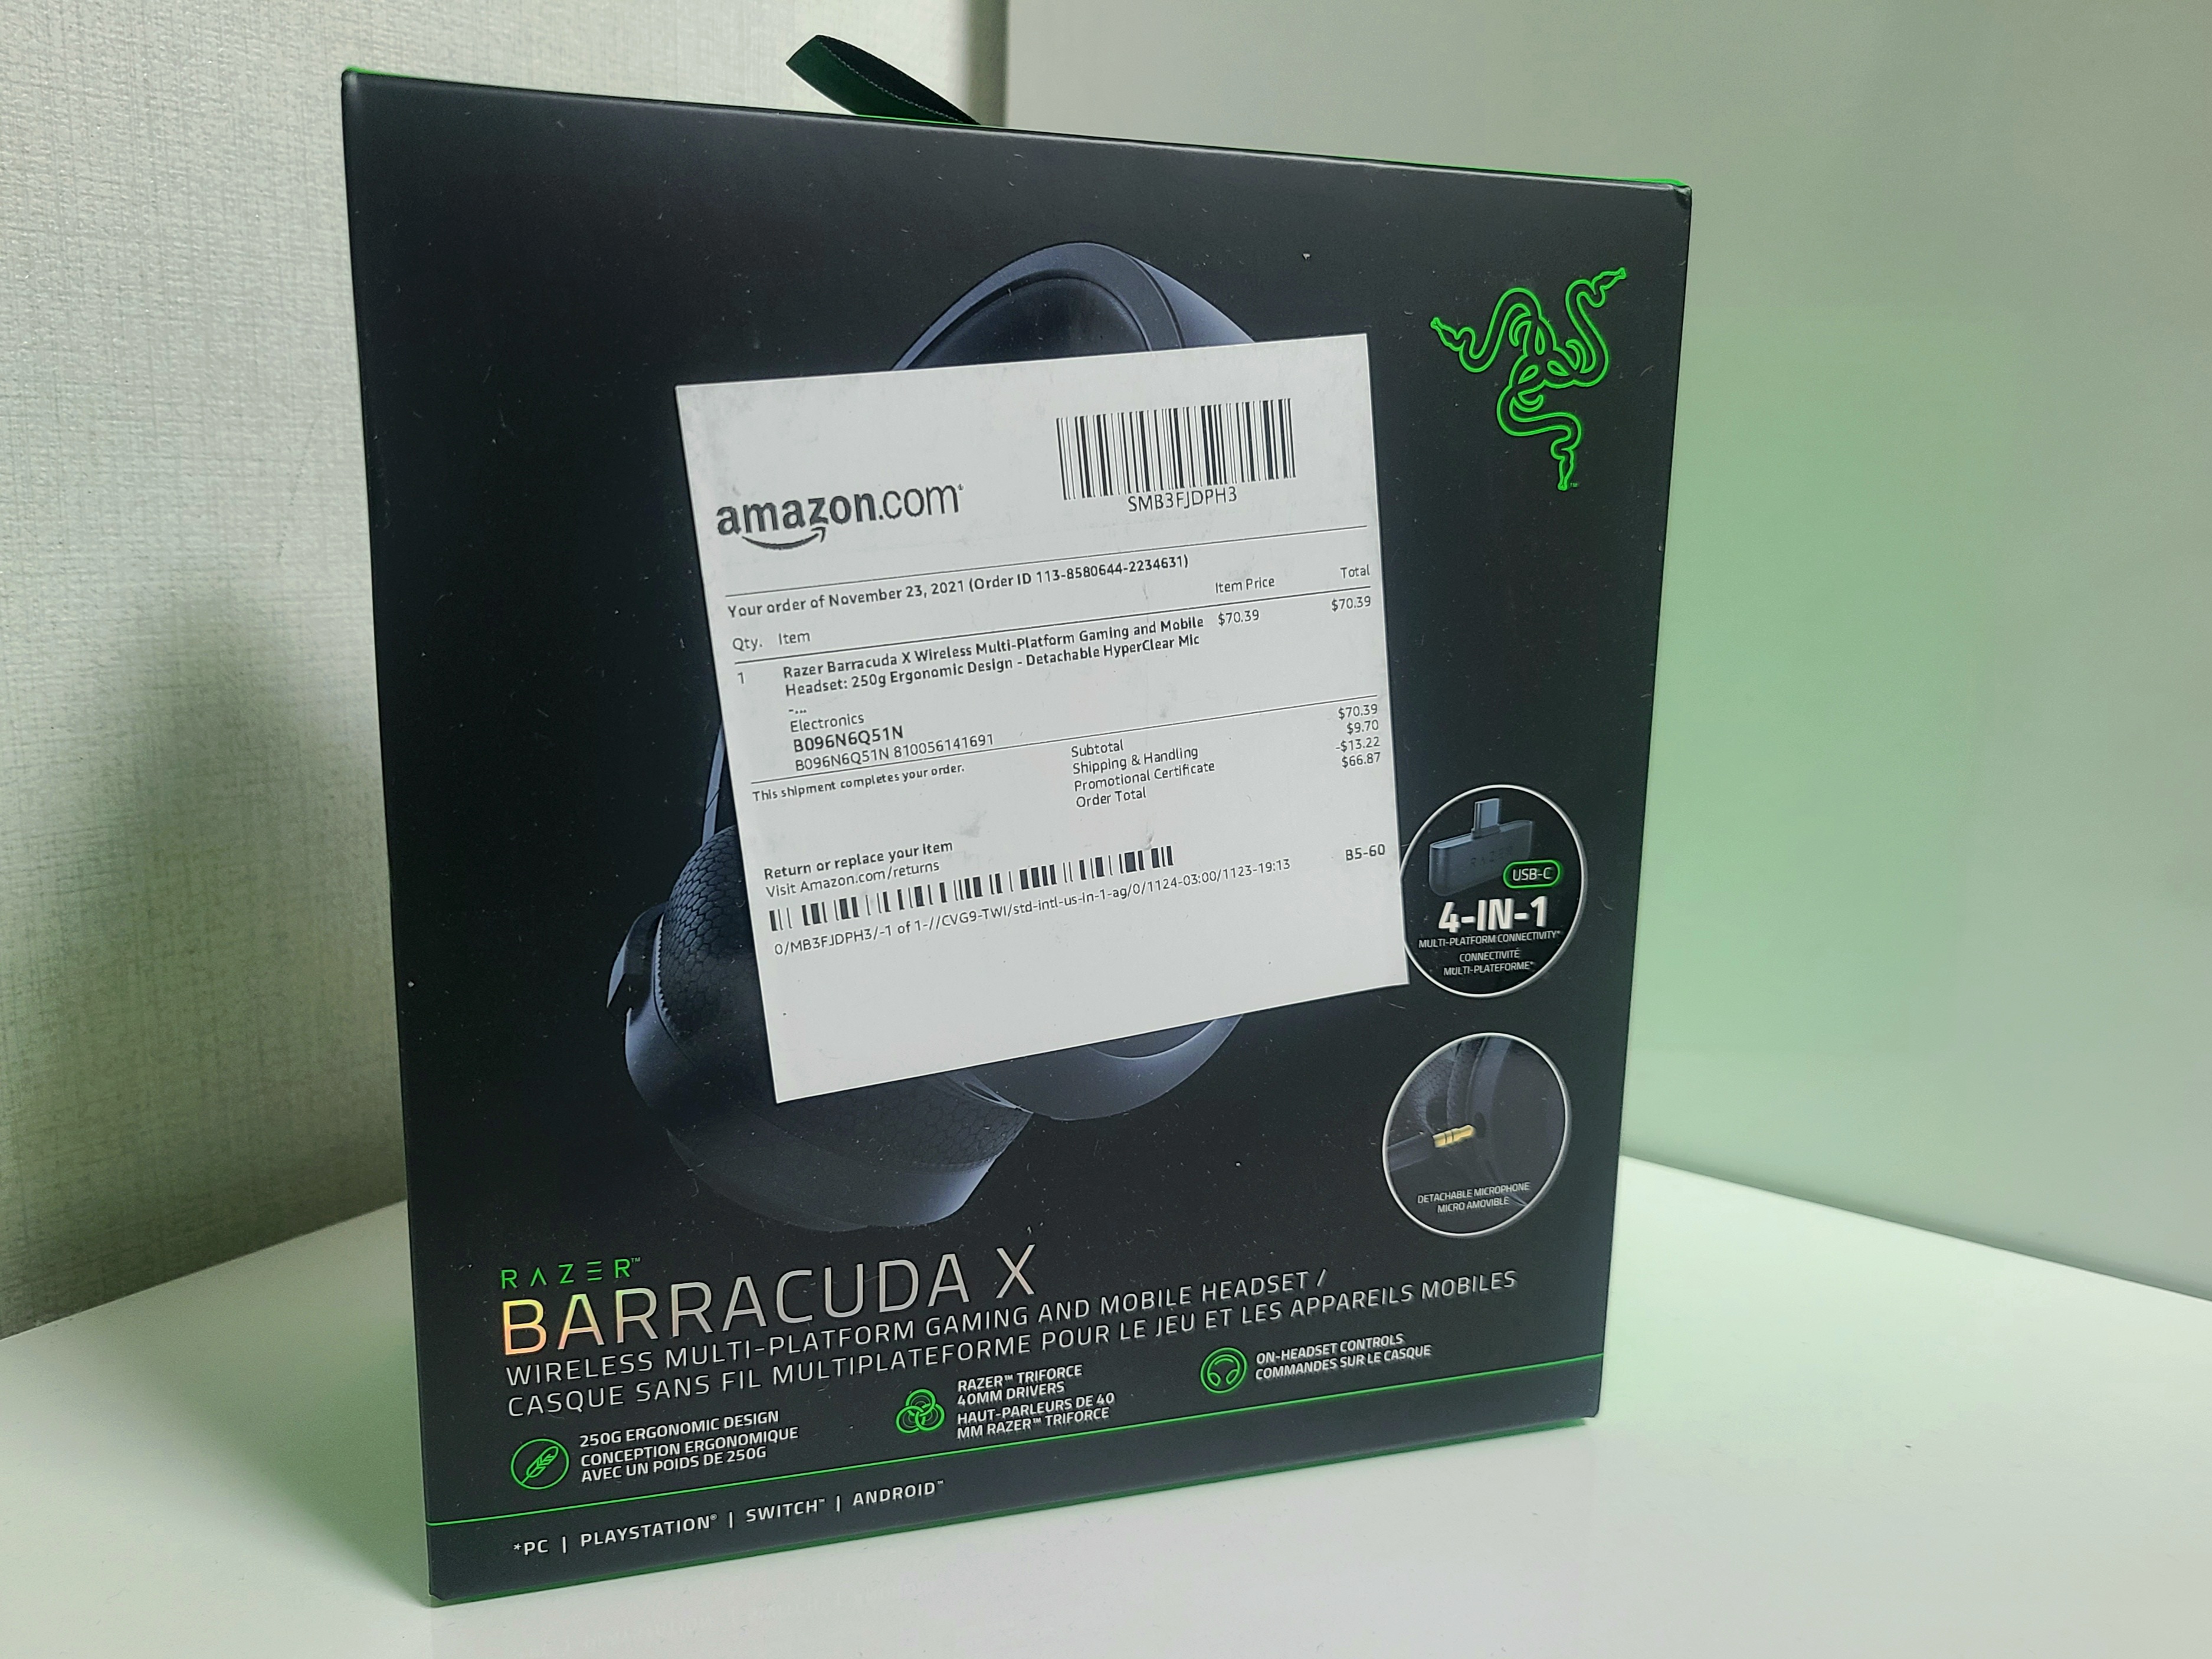 amazon.com
SMB3FJDPH3
Your order of November 23, 2021 (Order ID 113-8580644-2234631)
Qty. Item Item Price Total
1 Razer Barracuda X Wireless Multi-Platform Gaming and Mobile $70.39 $70.39
Headset: 250g Ergonomic Design - Detachable HyperClear Mic
-...
Electronics
B096N6Q51N
B096N6Q51N 810056141691
This shipment completes your order.
Subtotal $70.39
Shipping & Handling $9.70
Promotional Certificate -$13.22
Order Total $66.87
Return or replace your item
Visit Amazon.com/returns
0/MB3FJDPH3/-1 of 1-//CVG9-TWI/std-intl-us-in-1-ag/0/1124-03:00/1123-19:13
B5-60
RAZER
USB-C
4-IN-1
MULTI-PLATFORM CONNECTIVITY*
CONNECTIVITÉ
MULTI-PLATEFORME*
DETACHABLE MICROPHONE
MICRO AMOVIBLE
RAZER™
BARRACUDA X
WIRELESS MULTI-PLATFORM GAMING AND MOBILE HEADSET /
CASQUE SANS FIL MULTIPLATEFORME POUR LE JEU ET LES APPAREILS MOBILES
250G ERGONOMIC DESIGN
CONCEPTION ERGONOMIQUE
AVEC UN POIDS DE 250G
RAZER™ TRIFORCE
40MM DRIVERS
HAUT-PARLEURS DE 40
MM RAZER™ TRIFORCE
ON-HEADSET CONTROLS
COMMANDES SUR LE CASQUE
*PC | PLAYSTATION® | SWITCH™ | ANDROID™